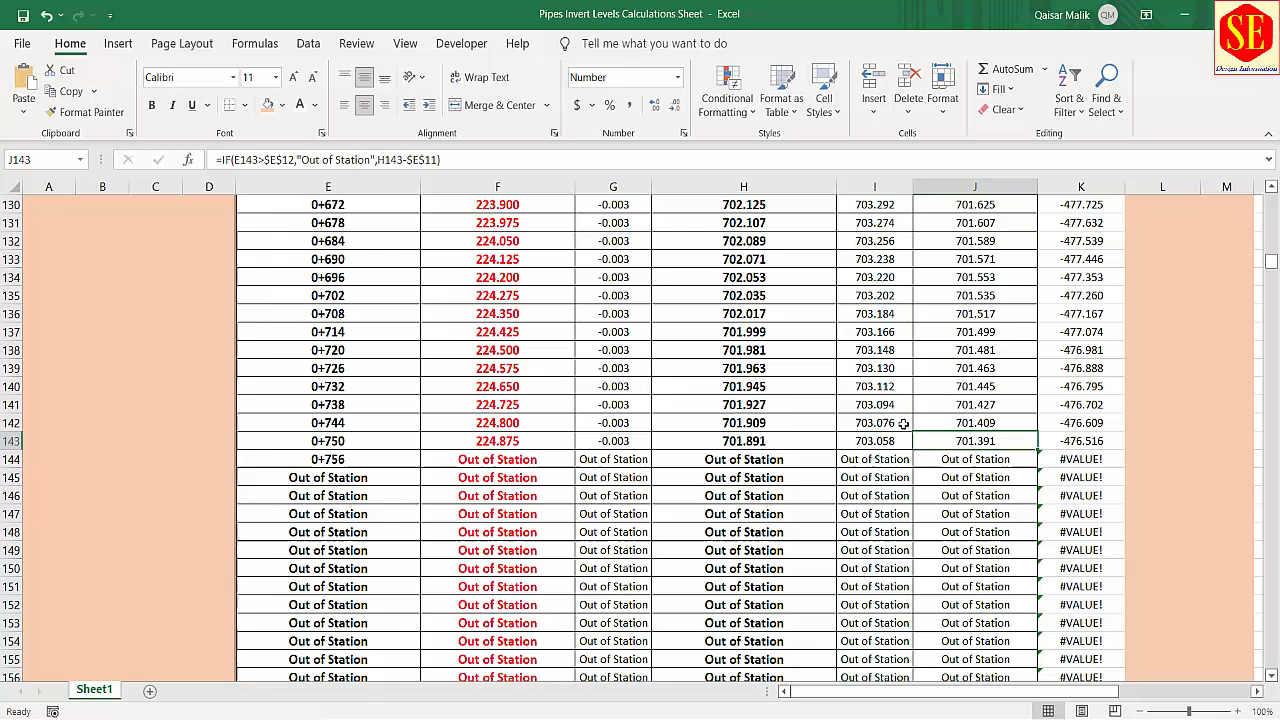 Pipes Invert Levels Calculations Sheet - Excel
Qaisar Malik QM
SE
Design Information
File Home Insert Page Layout Formulas Data Review View Developer Help Tell me what you want to do
Paste Cut Copy Format Painter
Clipboard
Calibri 11
B I U A
Font
Wrap Text
Merge & Center
Alignment
Number
$ % ,
Number
Conditional Formatting Format as Table Cell Styles
Styles
Insert Delete Format
Cells
AutoSum Fill Clear Sort & Filter Find & Select
Editing
J143 fx =IF(E143>$E$12,"Out of Station",H143-$E$11)
A B C D E F G H I J K L M
130 0+672 223.900 -0.003 702.125 703.292 701.625 -477.725
131 0+678 223.975 -0.003 702.107 703.274 701.607 -477.632
132 0+684 224.050 -0.003 702.089 703.256 701.589 -477.539
133 0+690 224.125 -0.003 702.071 703.238 701.571 -477.446
134 0+696 224.200 -0.003 702.053 703.220 701.553 -477.353
135 0+702 224.275 -0.003 702.035 703.202 701.535 -477.260
136 0+708 224.350 -0.003 702.017 703.184 701.517 -477.167
137 0+714 224.425 -0.003 701.999 703.166 701.499 -477.074
138 0+720 224.500 -0.003 701.981 703.148 701.481 -476.981
139 0+726 224.575 -0.003 701.963 703.130 701.463 -476.888
140 0+732 224.650 -0.003 701.945 703.112 701.445 -476.795
141 0+738 224.725 -0.003 701.927 703.094 701.427 -476.702
142 0+744 224.800 -0.003 701.909 703.076 701.409 -476.609
143 0+750 224.875 -0.003 701.891 703.058 701.391 -476.516
144 0+756 Out of Station Out of Station Out of Station Out of Station Out of Station #VALUE!
145 Out of Station Out of Station Out of Station Out of Station Out of Station Out of Station #VALUE!
146 Out of Station Out of Station Out of Station Out of Station Out of Station Out of Station #VALUE!
147 Out of Station Out of Station Out of Station Out of Station Out of Station Out of Station #VALUE!
148 Out of Station Out of Station Out of Station Out of Station Out of Station Out of Station #VALUE!
149 Out of Station Out of Station Out of Station Out of Station Out of Station Out of Station #VALUE!
150 Out of Station Out of Station Out of Station Out of Station Out of Station Out of Station #VALUE!
151 Out of Station Out of Station Out of Station Out of Station Out of Station Out of Station #VALUE!
152 Out of Station Out of Station Out of Station Out of Station Out of Station Out of Station #VALUE!
153 Out of Station Out of Station Out of Station Out of Station Out of Station Out of Station #VALUE!
154 Out of Station Out of Station Out of Station Out of Station Out of Station Out of Station #VALUE!
155 Out of Station Out of Station Out of Station Out of Station Out of Station Out of Station #VALUE!
156 Out of Station Out of Station Out of Station Out of Station Out of Station Out of Station #VALUE!
Sheet1
Ready 100%